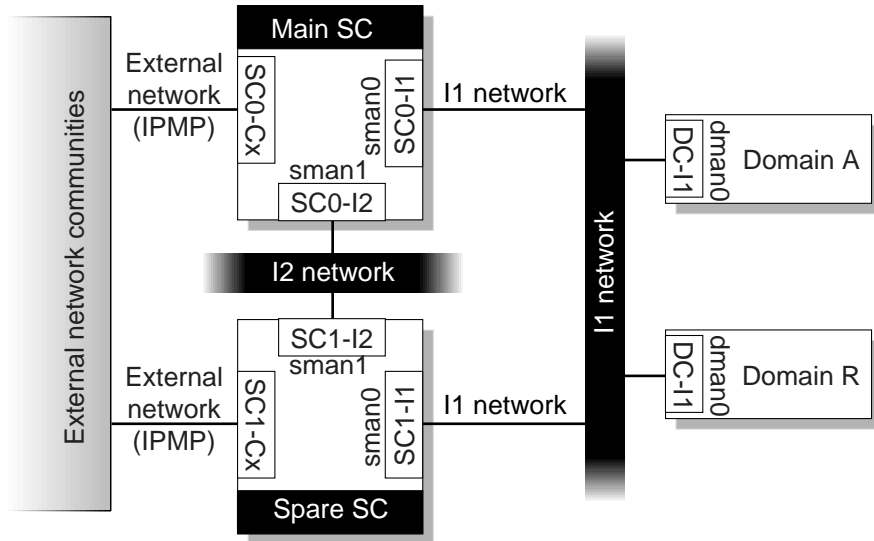 Main SC
External
network
(IPMP)
SC0-Cx
sman0
SC0-I1
I1 network
sman1
SC0-I2
DC-I1
dman0
Domain A
External network communities
I2 network
I1 network
SC1-I2
sman1
External
network
(IPMP)
SC1-Cx
sman0
SC1-I1
I1 network
DC-I1
dman0
Domain R
Spare SC